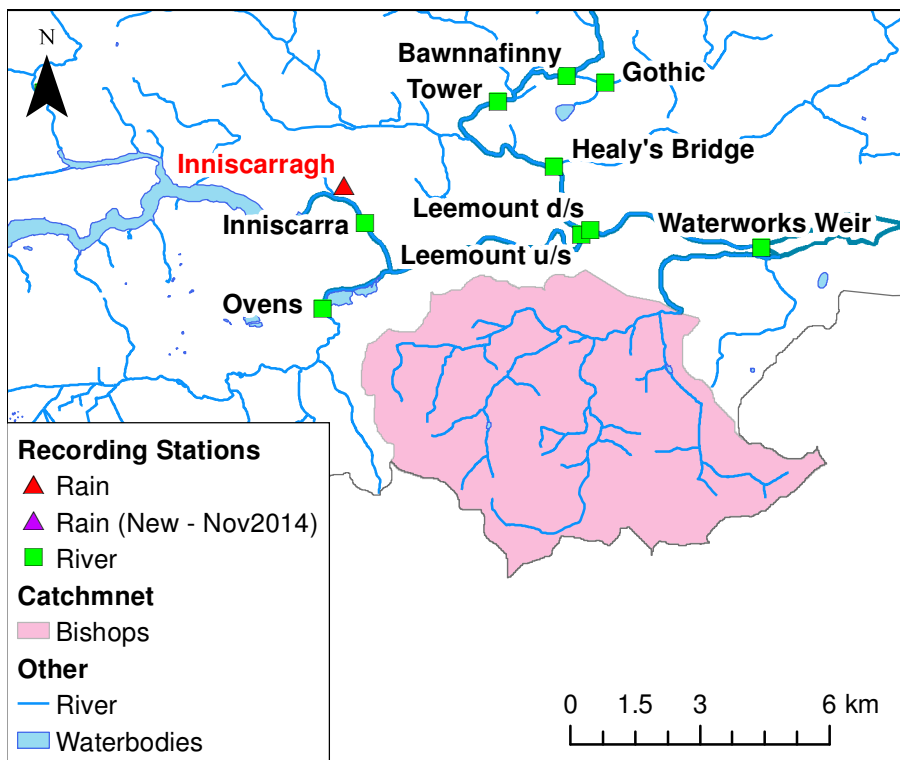 N
Bawnnafinny
Gothic
Tower
Healy's Bridge
Inniscarragh
Leemount d/s
Inniscarra
Waterworks Weir
Leemount u/s
Ovens
Recording Stations
Rain
Rain (New - Nov2014)
River
Catchmnet
Bishops
Other
River
Waterbodies
0 1.5 3 6 km